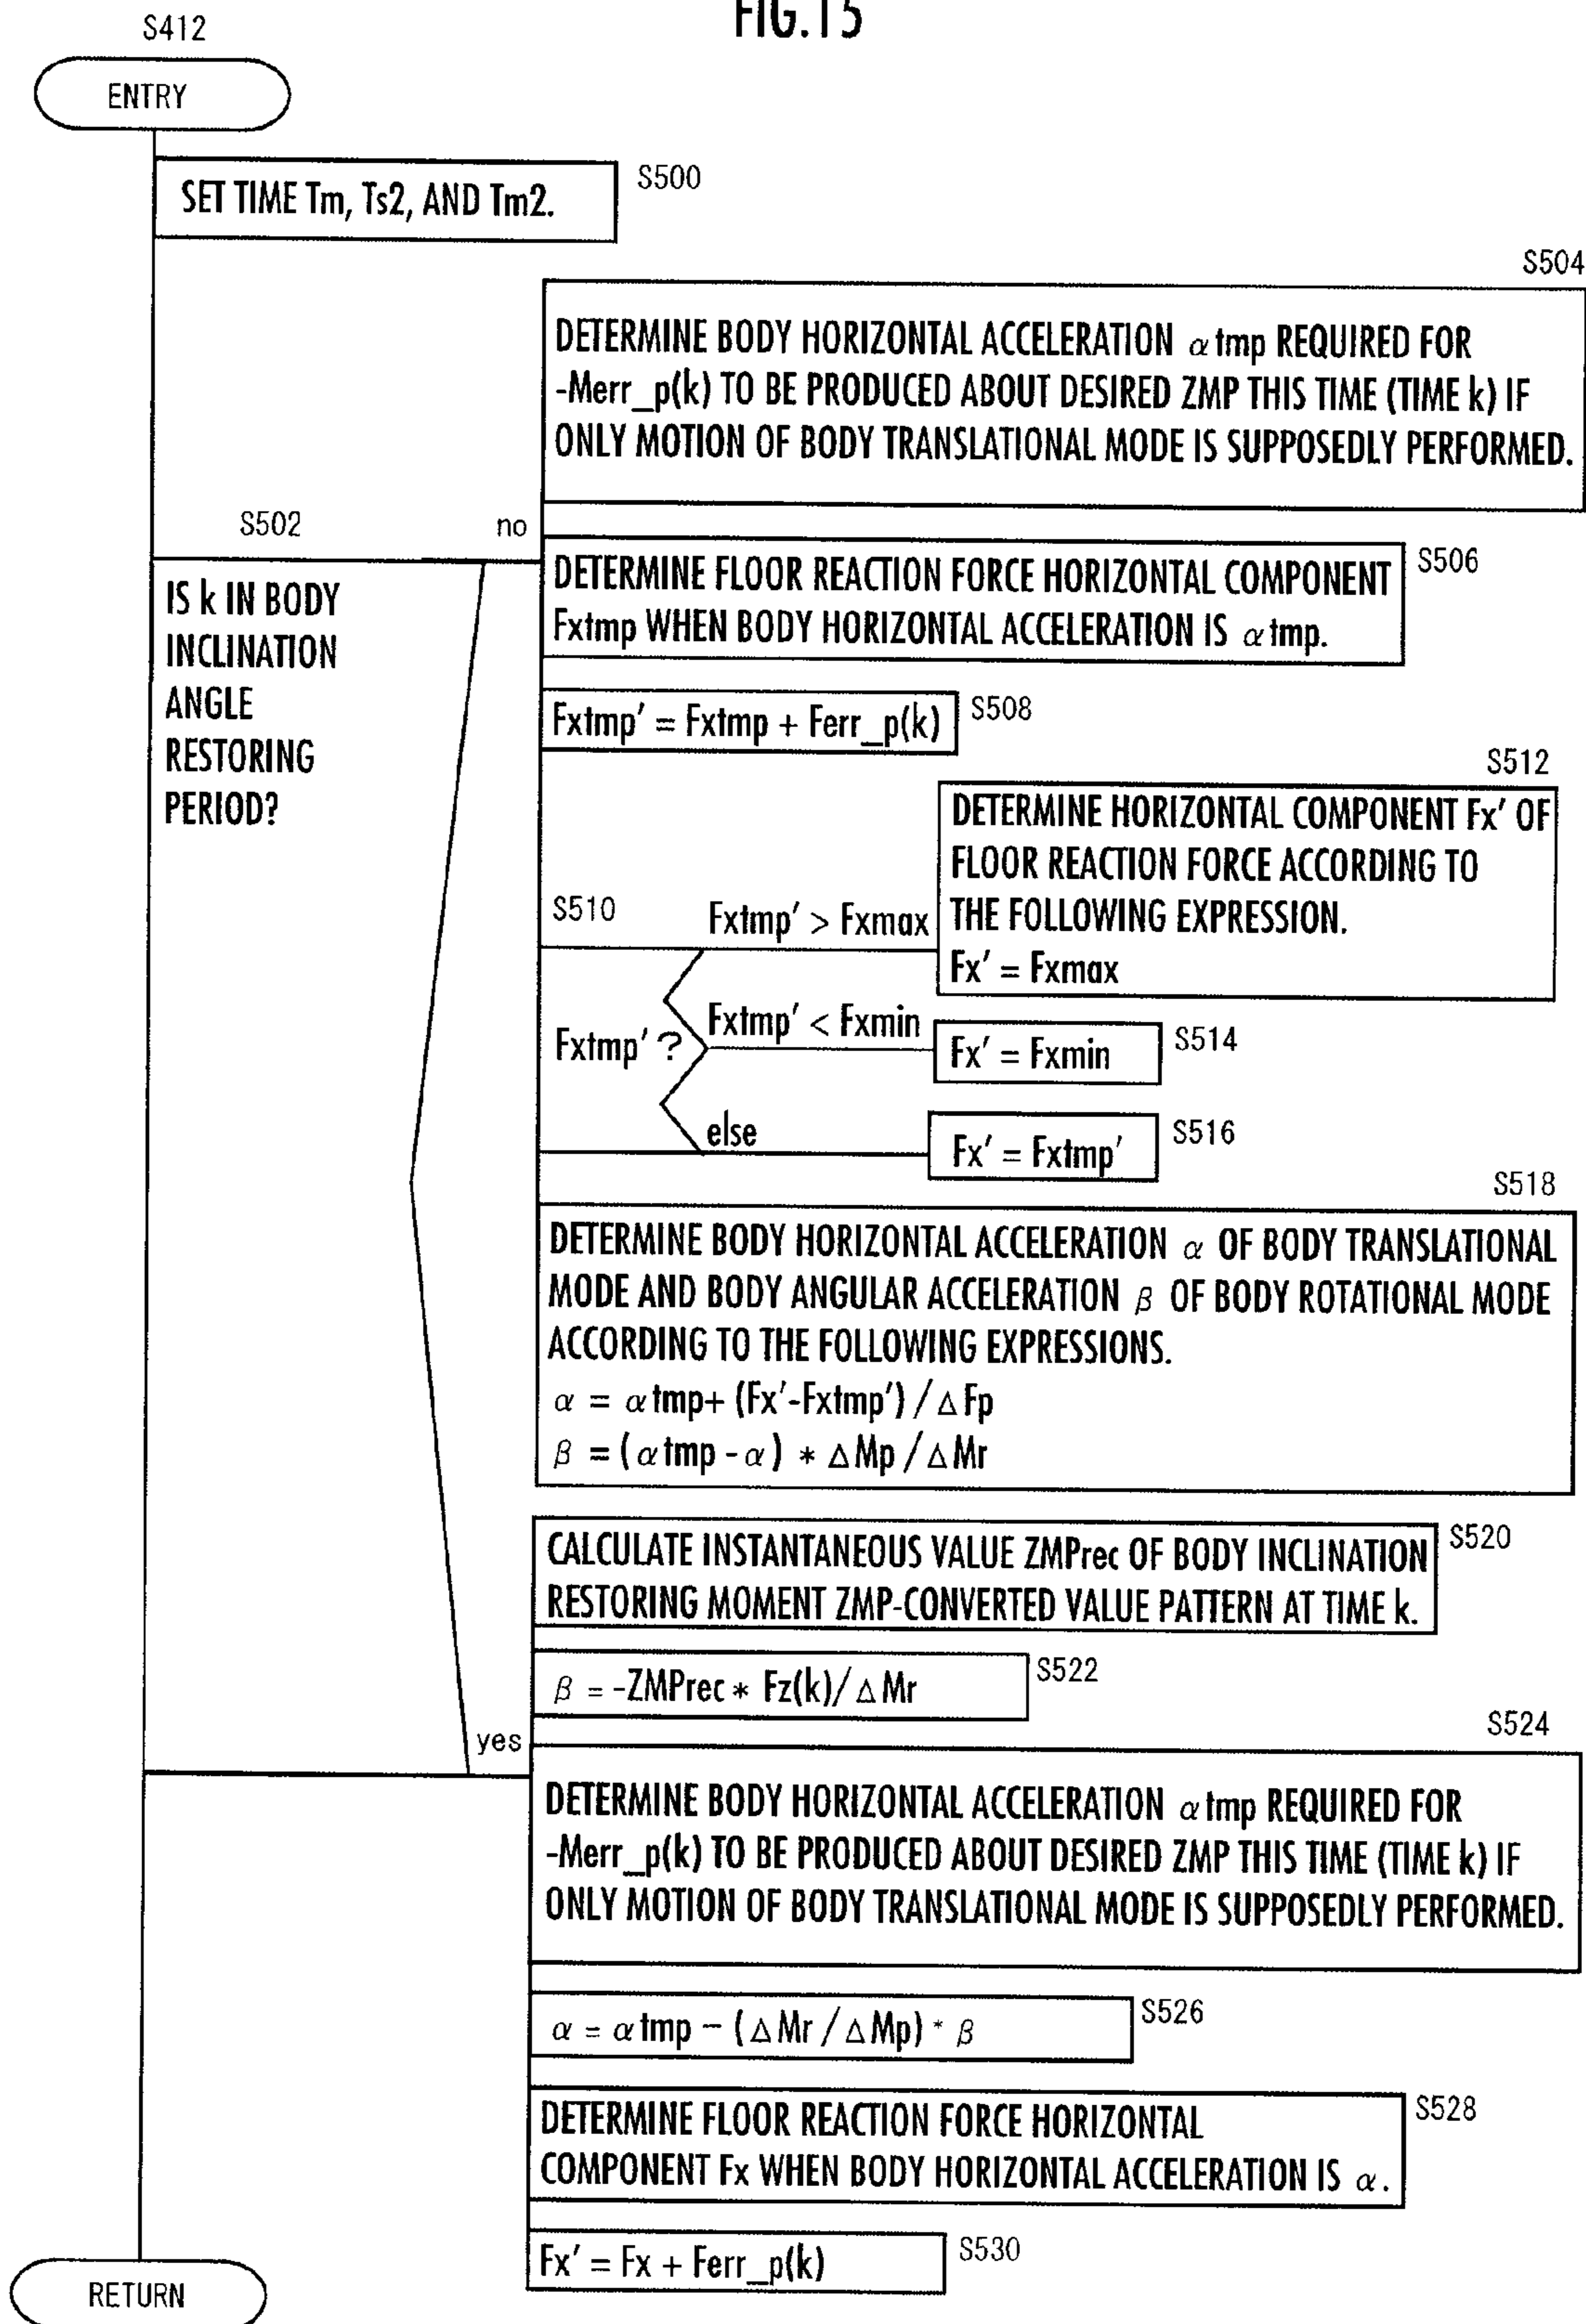 FIG.15
S412
ENTRY
SET TIME Tm, Ts2, AND Tm2.
S500
S504
DETERMINE BODY HORIZONTAL ACCELERATION αtmp REQUIRED FOR
-Merr_p(k) TO BE PRODUCED ABOUT DESIRED ZMP THIS TIME (TIME k) IF
ONLY MOTION OF BODY TRANSLATIONAL MODE IS SUPPOSEDLY PERFORMED.
S502
no
IS k IN BODY
INCLINATION
ANGLE
RESTORING
PERIOD?
DETERMINE FLOOR REACTION FORCE HORIZONTAL COMPONENT
Fxtmp WHEN BODY HORIZONTAL ACCELERATION IS αtmp.
S506
Fxtmp' = Fxtmp + Ferr_p(k)
S508
S512
DETERMINE HORIZONTAL COMPONENT Fx' OF
FLOOR REACTION FORCE ACCORDING TO
THE FOLLOWING EXPRESSION.
Fx' = Fxmax
S510
Fxtmp' > Fxmax
Fxtmp' ?
Fxtmp' < Fxmin
Fx' = Fxmin
S514
else
Fx' = Fxtmp'
S516
S518
DETERMINE BODY HORIZONTAL ACCELERATION α OF BODY TRANSLATIONAL
MODE AND BODY ANGULAR ACCELERATION β OF BODY ROTATIONAL MODE
ACCORDING TO THE FOLLOWING EXPRESSIONS.
α = αtmp+ (Fx'-Fxtmp') / ΔFp
β = (αtmp - α) * ΔMp / ΔMr
CALCULATE INSTANTANEOUS VALUE ZMPrec OF BODY INCLINATION
RESTORING MOMENT ZMP-CONVERTED VALUE PATTERN AT TIME k.
S520
β = -ZMPrec * Fz(k)/ΔMr
S522
S524
yes
DETERMINE BODY HORIZONTAL ACCELERATION αtmp REQUIRED FOR
-Merr_p(k) TO BE PRODUCED ABOUT DESIRED ZMP THIS TIME (TIME k) IF
ONLY MOTION OF BODY TRANSLATIONAL MODE IS SUPPOSEDLY PERFORMED.
α = αtmp − (ΔMr / ΔMp) * β
S526
DETERMINE FLOOR REACTION FORCE HORIZONTAL
COMPONENT Fx WHEN BODY HORIZONTAL ACCELERATION IS α.
S528
Fx' = Fx + Ferr_p(k)
S530
RETURN